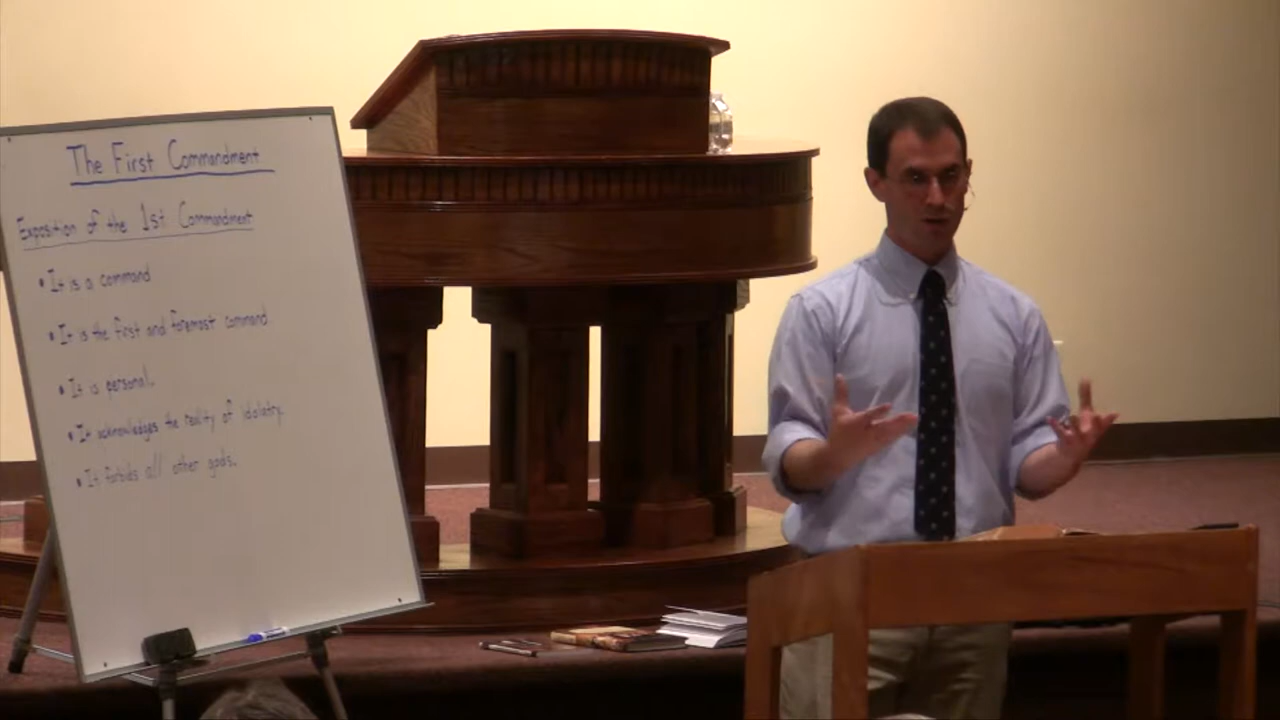 The First Commandment
Exposition of the 1st Commandment
• It is a command
• It is the first and foremost command
• It is personal.
• It acknowledges the reality of idolatry.
• It forbids all other gods.